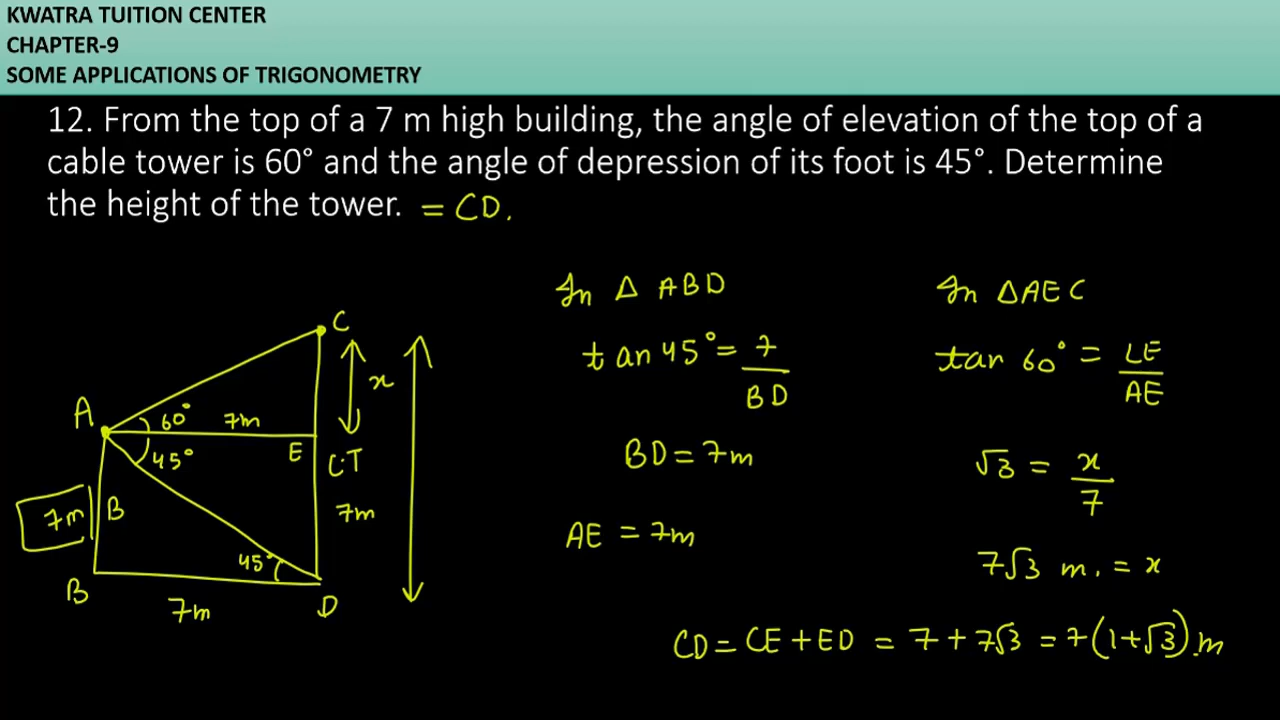 KWATRA TUITION CENTER
CHAPTER-9
SOME APPLICATIONS OF TRIGONOMETRY
12. From the top of a 7 m high building, the angle of elevation of the top of a
cable tower is 60° and the angle of depression of its foot is 45°. Determine
the height of the tower. = CD.
C
x
A
60°
7m
45°
E
C.T
7m
B
7m
45°
B
7m
D
In Δ ABD
tan 45° = 7/BD
BD = 7m
AE = 7m
In ΔAEC
tan 60° = CE/AE
√3 = x/7
7√3 m. = x
CD = CE + ED = 7 + 7√3 = 7(1+√3).m